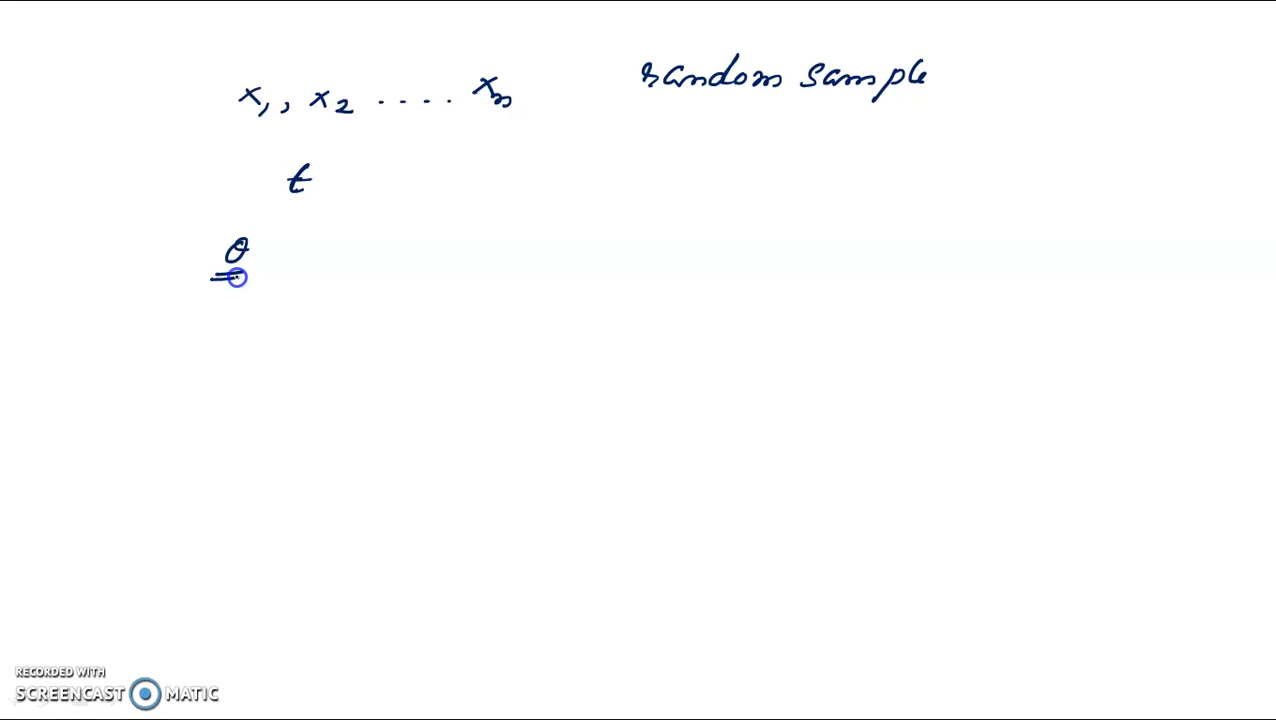 x₁, x₂ .... xₙ random sample
t
θ
RECORDED WITH
SCREENCAST MATIC